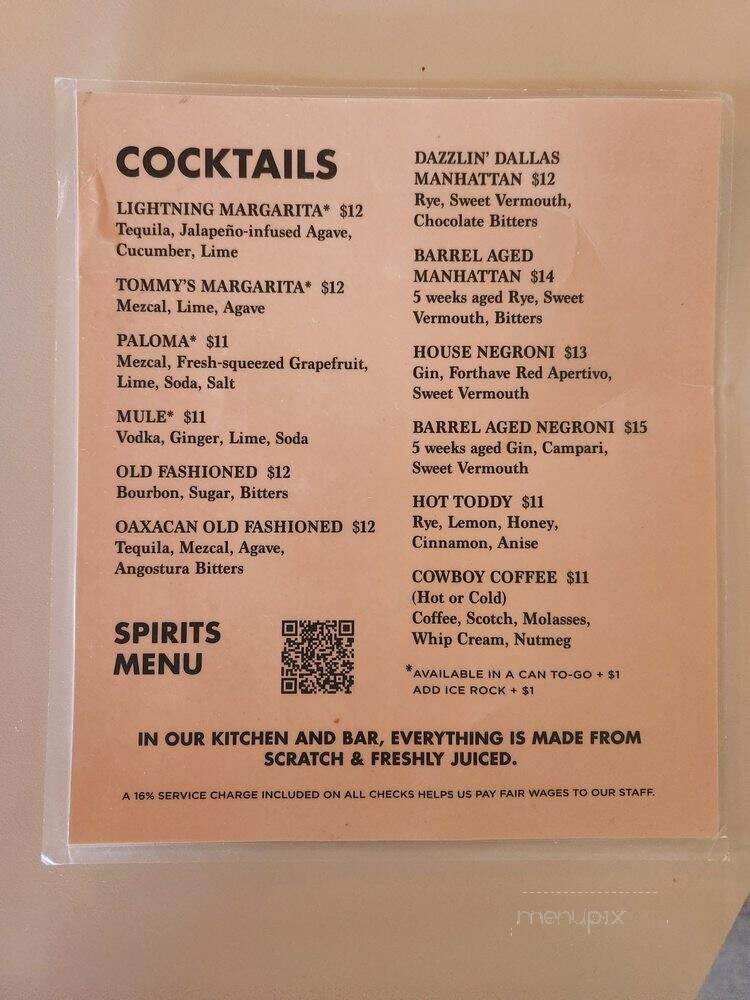 COCKTAILS
LIGHTNING MARGARITA* $12
Tequila, Jalapeño-infused Agave,
Cucumber, Lime
TOMMY'S MARGARITA* $12
Mezcal, Lime, Agave
PALOMA* $11
Mezcal, Fresh-squeezed Grapefruit,
Lime, Soda, Salt
MULE* $11
Vodka, Ginger, Lime, Soda
OLD FASHIONED $12
Bourbon, Sugar, Bitters
OAXACAN OLD FASHIONED $12
Tequila, Mezcal, Agave,
Angostura Bitters
SPIRITS
MENU
DAZZLIN' DALLAS
MANHATTAN $12
Rye, Sweet Vermouth,
Chocolate Bitters
BARREL AGED
MANHATTAN $14
5 weeks aged Rye, Sweet
Vermouth, Bitters
HOUSE NEGRONI $13
Gin, Forthave Red Apertivo,
Sweet Vermouth
BARREL AGED NEGRONI $15
5 weeks aged Gin, Campari,
Sweet Vermouth
HOT TODDY $11
Rye, Lemon, Honey,
Cinnamon, Anise
COWBOY COFFEE $11
(Hot or Cold)
Coffee, Scotch, Molasses,
Whip Cream, Nutmeg
*AVAILABLE IN A CAN TO-GO + $1
ADD ICE ROCK + $1
IN OUR KITCHEN AND BAR, EVERYTHING IS MADE FROM
SCRATCH & FRESHLY JUICED.
A 16% SERVICE CHARGE INCLUDED ON ALL CHECKS HELPS US PAY FAIR WAGES TO OUR STAFF.
menupix